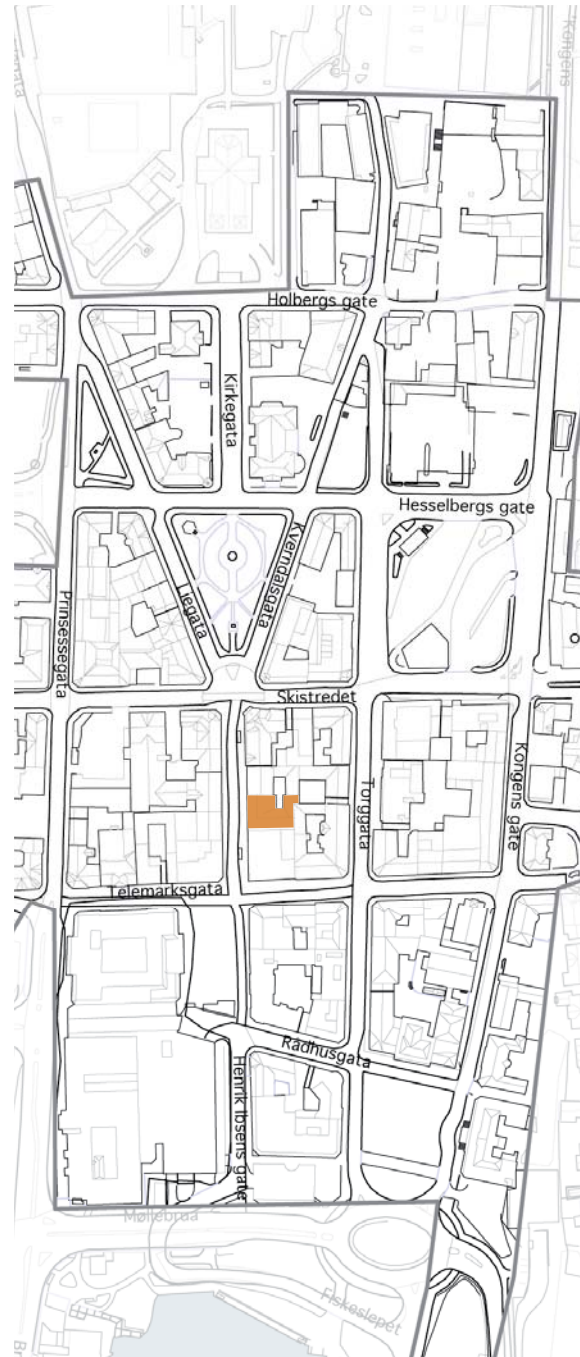 Kongens
Holbergs gate
Kirkegata
Hesselbergs gate
Kverndalsgata
Liegata
Prinsessegata
Skistredet
Torggata
Kongens gate
Telemarksgata
Rådhusgata
Henrik Ibsens gate
Møllebrua
Fiskeslepet